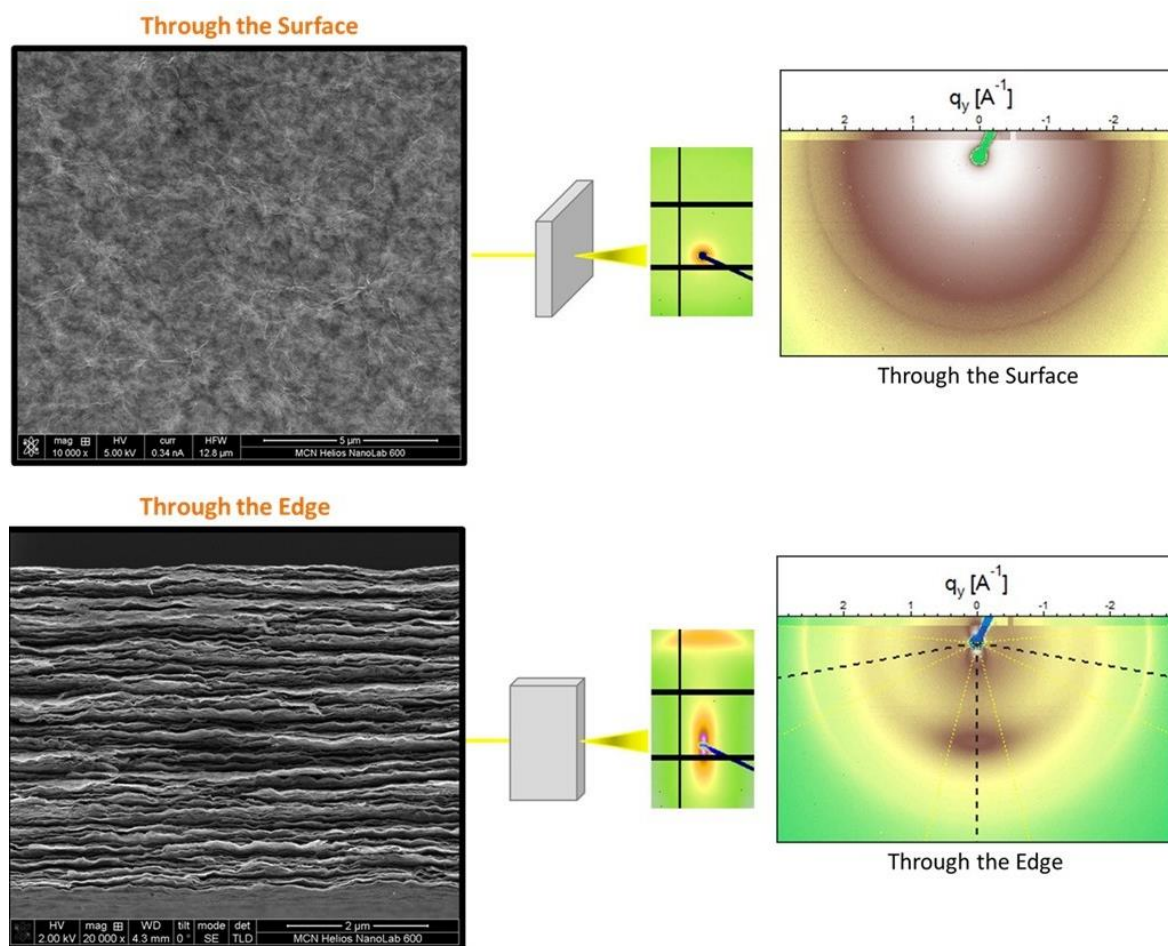 Through the Surface
mag HV curr HFW 5 µm
10 000 x 5.00 kV 0.34 nA 12.8 µm MCN Helios NanoLab 600
q_y [A^-1]
2 1 0 -1 -2
Through the Surface
Through the Edge
HV mag WD tilt mode det 2 µm
2.00 kV 20 000 x 4.3 mm 0° SE TLD MCN Helios NanoLab 600
q_y [A^-1]
2 1 0 -1 -2
Through the Edge